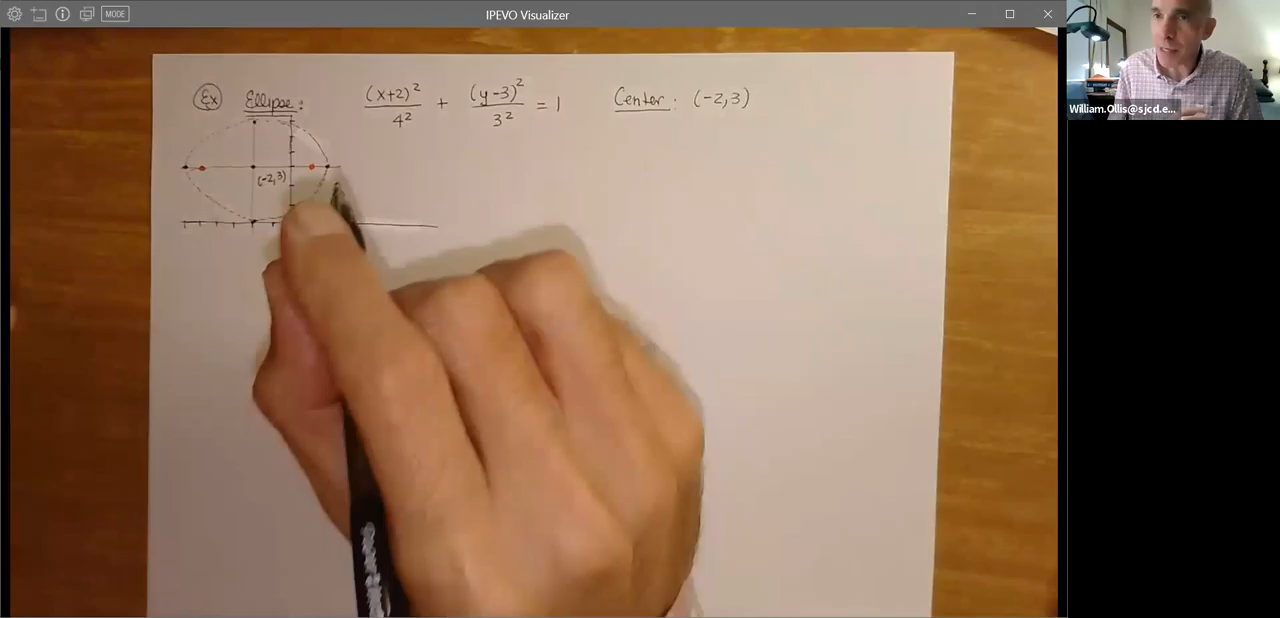 MODE
IPEVO Visualizer
William.Ollis@sjcd.e...
Ex Ellipse: (x+2)²/4² + (y-3)²/3² = 1 Center: (-2,3)
(-2,3)